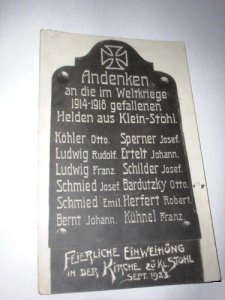 Andenken
an die im Weltkriege
1914-1918 gefallenen
Helden aus Klein-Stohl.
Köhler Otto. Sperner Josef.
Ludwig Rudolf. Ertelt Johann.
Ludwig Franz. Schilder Josef.
Schmied Josef. Bardutzky Otto.
Schmied Emil. Herfert Robert.
Bernt Johann. Kühnel Franz.
FEIERLICHE EINWEIHUNG
IN DER KIRCHE ZU KL. STOHL
SEPT. 1923.